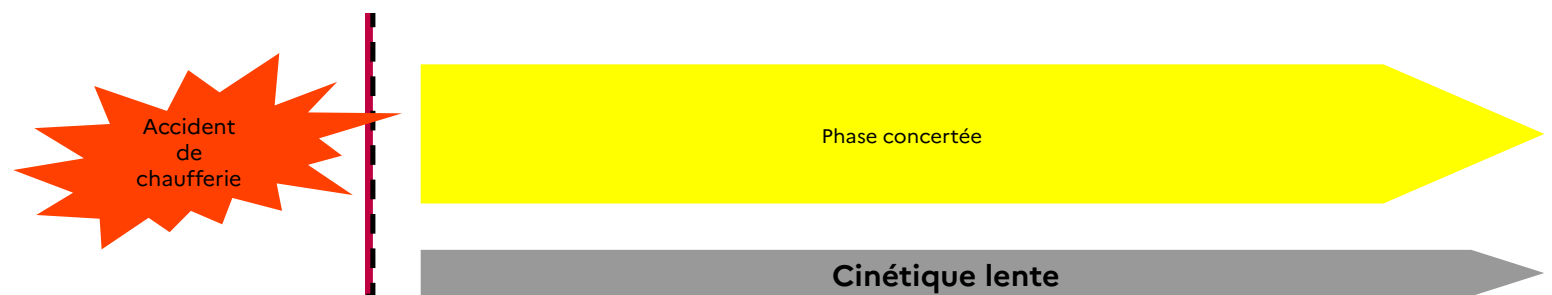 Accident
de
chaufferie
Phase concertée
Cinétique lente